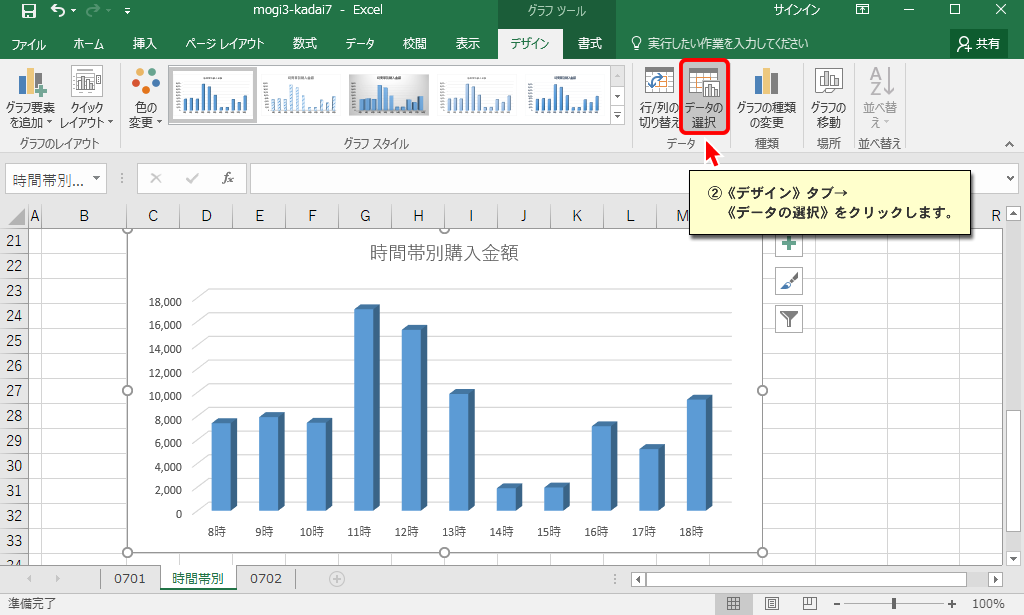 mogi3-kadai7 - Excel
グラフ ツール
サインイン
ファイル
ホーム
挿入
ページ レイアウト
数式
データ
校閲
表示
デザイン
書式
実行したい作業を入力してください
共有
グラフ要素
を追加
クイック
レイアウト
グラフのレイアウト
色の
変更
グラフ スタイル
行/列の
切り替え
データの
選択
データ
グラフの種類
の変更
種類
グラフの
移動
場所
並べ替
え
並べ替え
時間帯別...
fx
②《デザイン》タブ→
《データの選択》をクリックします。
A B C D E F G H I J K L M R
21
22
23
24
25
26
27
28
29
30
31
32
33
34
時間帯別購入金額
18,000
16,000
14,000
12,000
10,000
8,000
6,000
4,000
2,000
0
8時 9時 10時 11時 12時 13時 14時 15時 16時 17時 18時
0701
時間帯別
0702
準備完了
100%